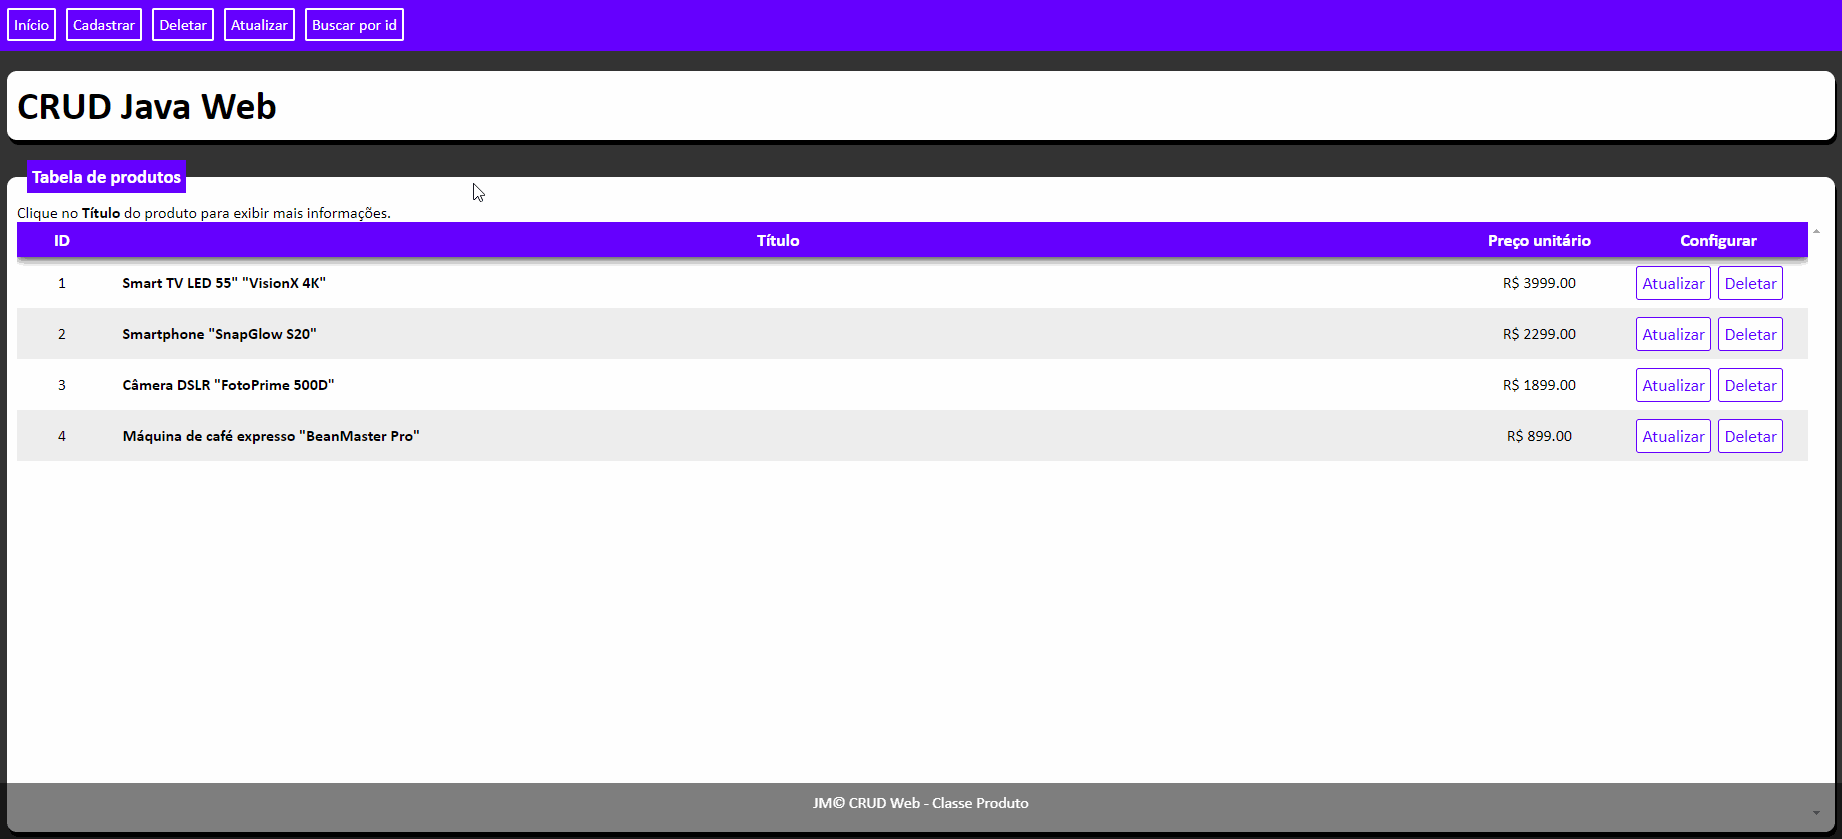 Início Cadastrar Deletar Atualizar Buscar por id
CRUD Java Web
Tabela de produtos
Clique no Título do produto para exibir mais informações.
ID Título Preço unitário Configurar
1 Smart TV LED 55" "VisionX 4K" R$ 3999.00 Atualizar Deletar
2 Smartphone "SnapGlow S20" R$ 2299.00 Atualizar Deletar
3 Câmera DSLR "FotoPrime 500D" R$ 1899.00 Atualizar Deletar
4 Máquina de café expresso "BeanMaster Pro" R$ 899.00 Atualizar Deletar
JM© CRUD Web - Classe Produto